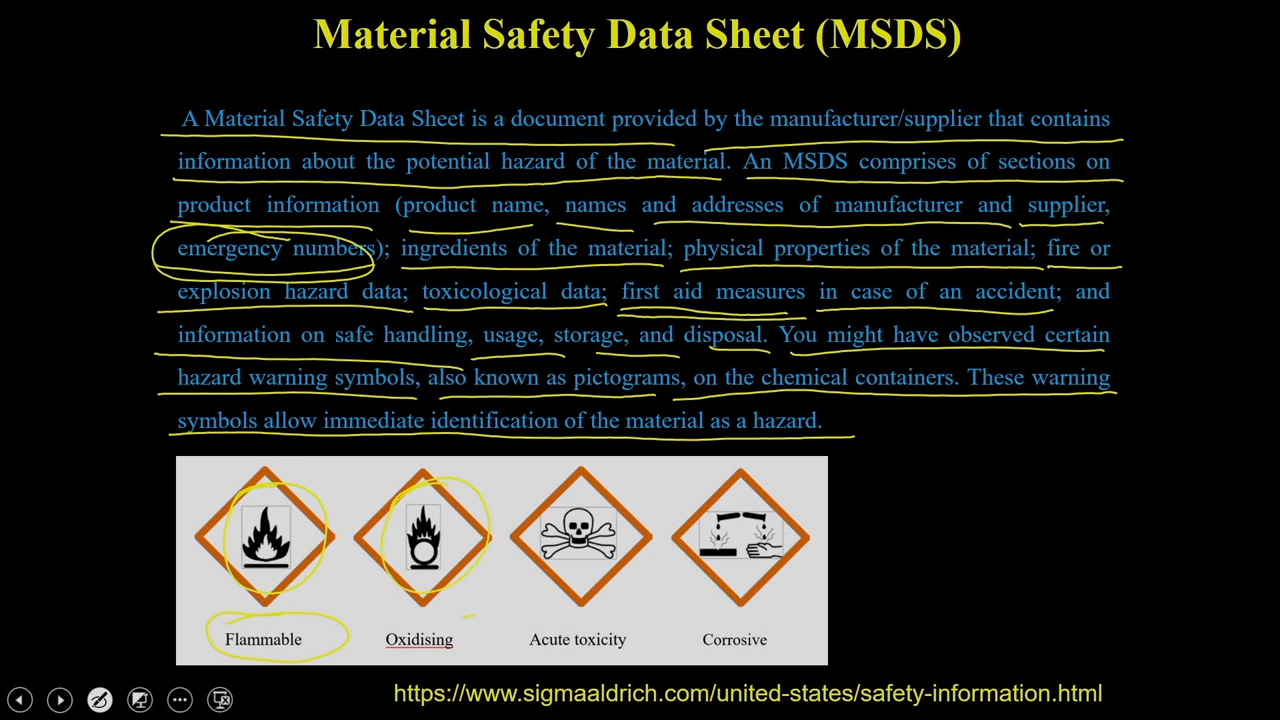 Material Safety Data Sheet (MSDS)
A Material Safety Data Sheet is a document provided by the manufacturer/supplier that contains
information about the potential hazard of the material. An MSDS comprises of sections on
product information (product name, names and addresses of manufacturer and supplier,
emergency numbers); ingredients of the material; physical properties of the material; fire or
explosion hazard data; toxicological data; first aid measures in case of an accident; and
information on safe handling, usage, storage, and disposal. You might have observed certain
hazard warning symbols, also known as pictograms, on the chemical containers. These warning
symbols allow immediate identification of the material as a hazard.
Flammable Oxidising Acute toxicity Corrosive
https://www.sigmaaldrich.com/united-states/safety-information.html